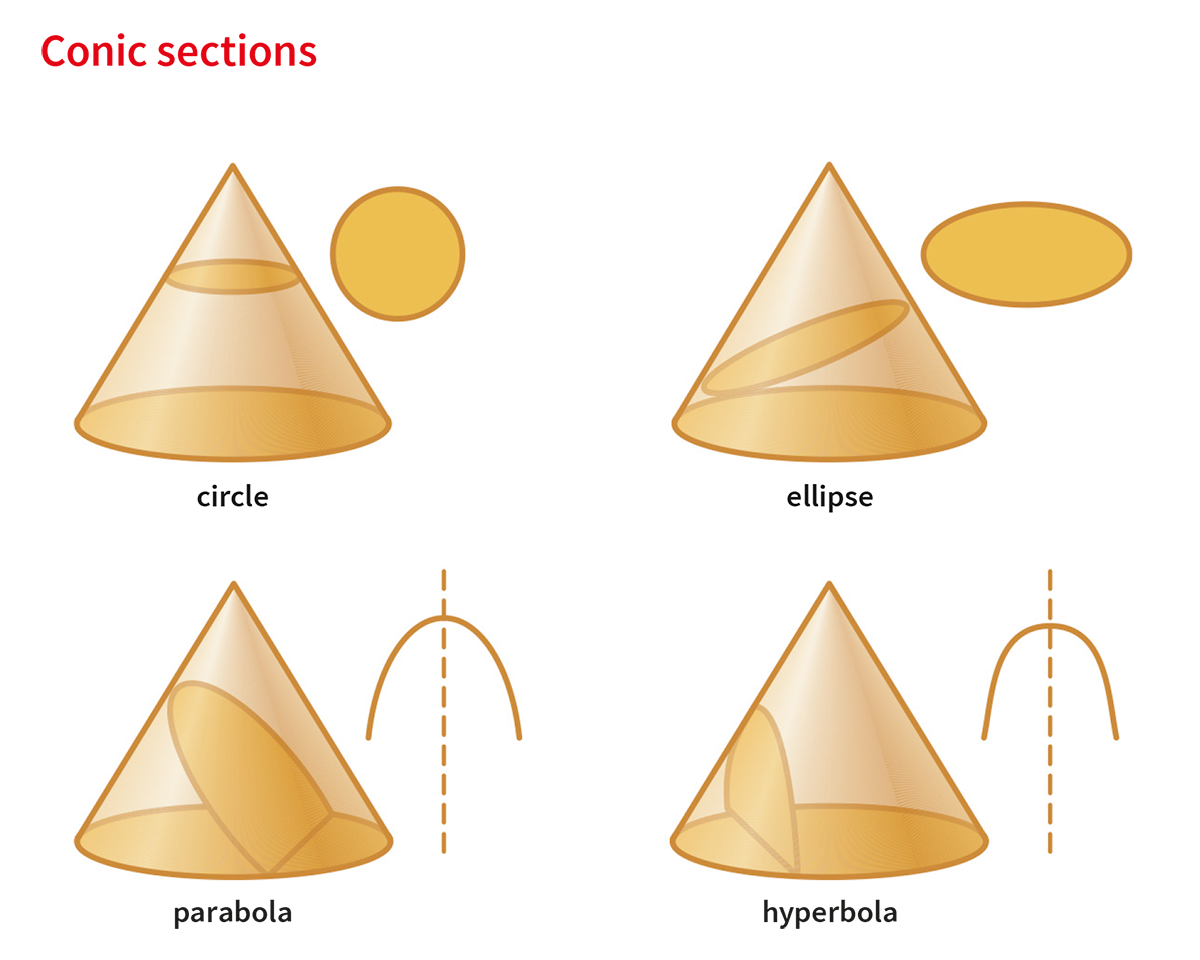 Conic sections
circle
ellipse
parabola
hyperbola